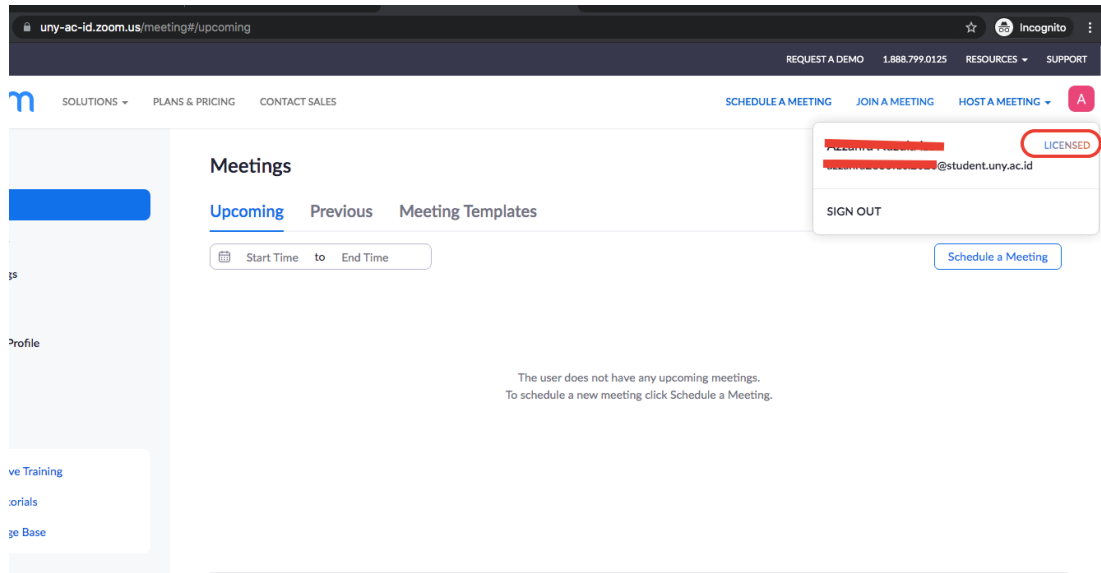 uny-ac-id.zoom.us/meeting#/upcoming
Incognito
REQUEST A DEMO 1.888.799.0125 RESOURCES SUPPORT
SOLUTIONS PLANS & PRICING CONTACT SALES SCHEDULE A MEETING JOIN A MEETING HOST A MEETING A
LICENSED
@student.uny.ac.id
SIGN OUT
Meetings
Upcoming Previous Meeting Templates
Start Time to End Time
Schedule a Meeting
The user does not have any upcoming meetings.
To schedule a new meeting click Schedule a Meeting.
Profile
Training
Base